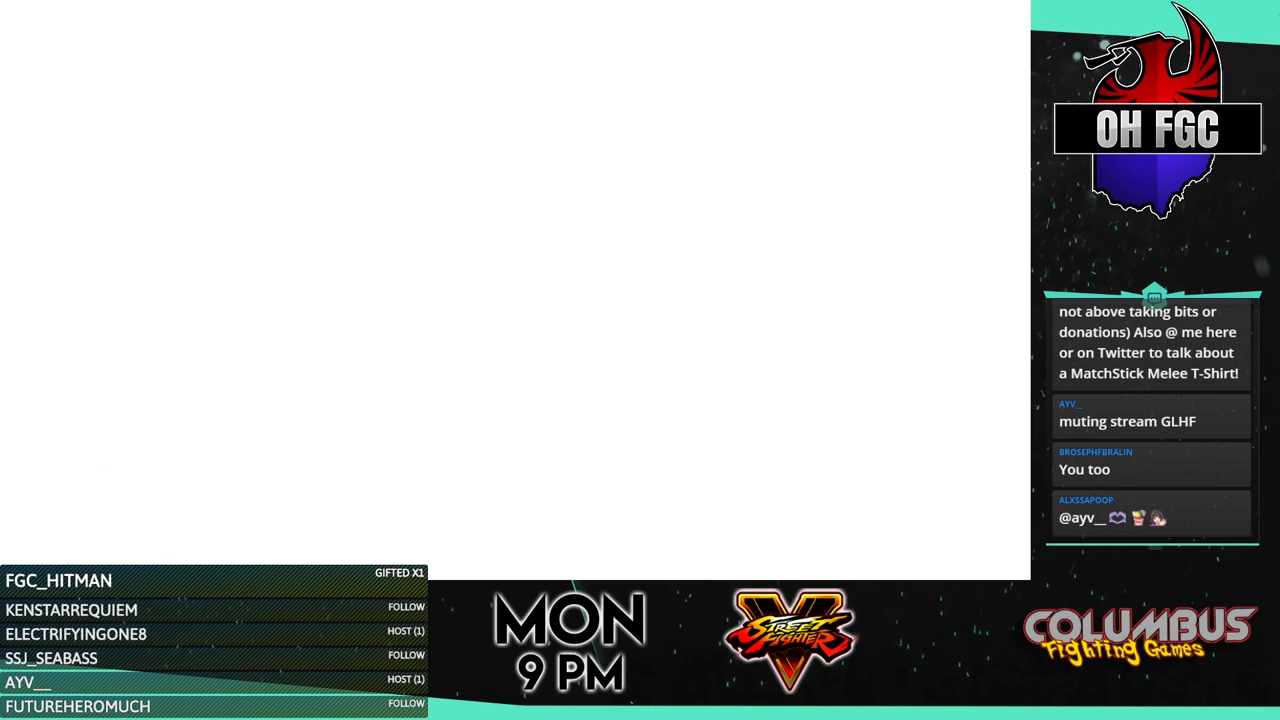 OH FGC
not above taking bits or
donations) Also @ me here
or on Twitter to talk about
a MatchStick Melee T-Shirt!
AYV__
muting stream GLHF
BROSEPHFBRALIN
You too
ALXSSAPOOP
@ayv__
FGC_HITMAN GIFTED X1
KENSTARREQUIEM FOLLOW
ELECTRIFYINGONE8 HOST (1)
SSJ_SEABASS FOLLOW
AYV__ HOST (1)
FUTUREHEROMUCH FOLLOW
MON
9 PM
V
STREET
FIGHTER
COLUMBUS
Fighting Games